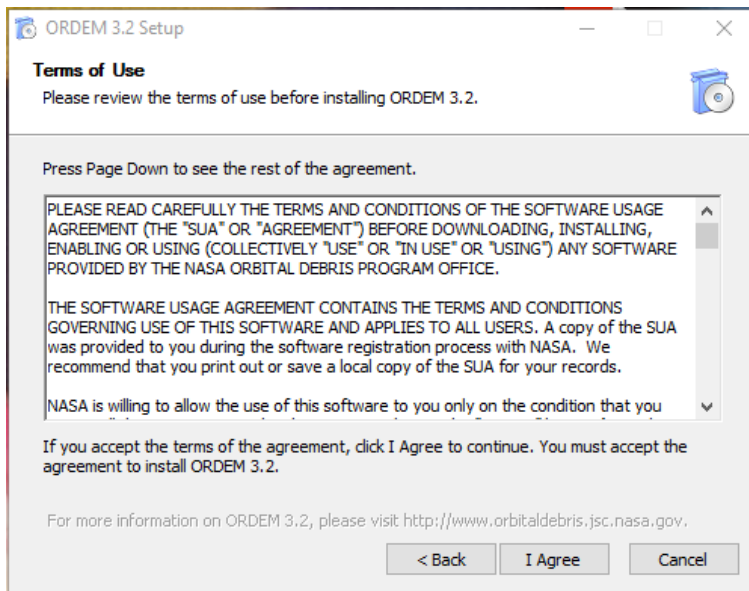 ORDEM 3.2 Setup
Terms of Use
Please review the terms of use before installing ORDEM 3.2.
Press Page Down to see the rest of the agreement.
PLEASE READ CAREFULLY THE TERMS AND CONDITIONS OF THE SOFTWARE USAGE
AGREEMENT (THE "SUA" OR "AGREEMENT") BEFORE DOWNLOADING, INSTALLING,
ENABLING OR USING (COLLECTIVELY "USE" OR "IN USE" OR "USING") ANY SOFTWARE
PROVIDED BY THE NASA ORBITAL DEBRIS PROGRAM OFFICE.
THE SOFTWARE USAGE AGREEMENT CONTAINS THE TERMS AND CONDITIONS
GOVERNING USE OF THIS SOFTWARE AND APPLIES TO ALL USERS. A copy of the SUA
was provided to you during the software registration process with NASA.  We
recommend that you print out or save a local copy of the SUA for your records.
NASA is willing to allow the use of this software to you only on the condition that you
If you accept the terms of the agreement, click I Agree to continue. You must accept the
agreement to install ORDEM 3.2.
For more information on ORDEM 3.2, please visit http://www.orbitaldebris.jsc.nasa.gov.
< Back
I Agree
Cancel